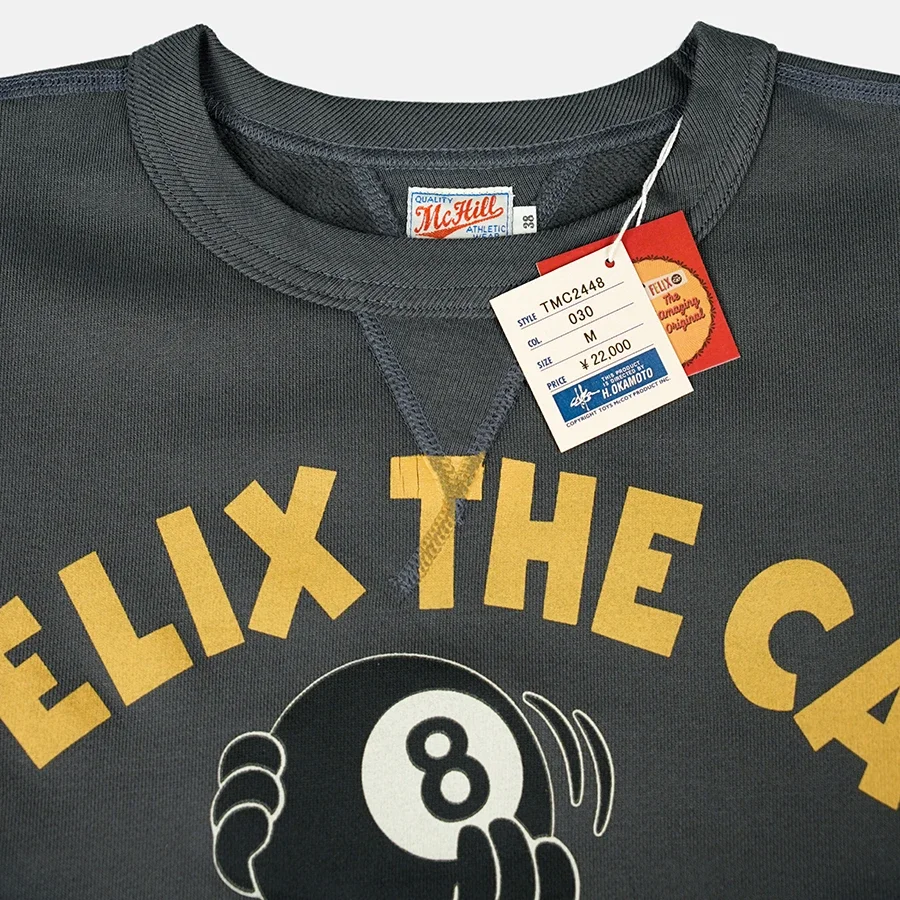 QUALITY
McHill
ATHLETIC
WEAR
38
STYLE TMC2448
COL. 030
SIZE M
PRICE ¥22,000
THIS PRODUCT
IS DIRECTED BY
H.OKAMOTO
COPYRIGHT TOYS McCOY PRODUCT INC.
FELIX
The
Amazing
Original
ELIX THE CA
8